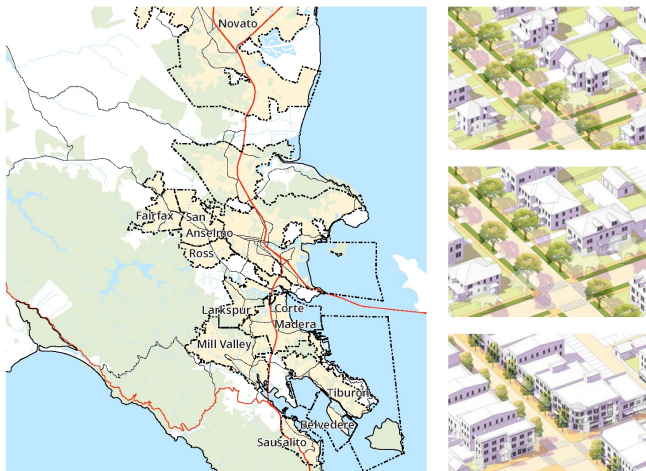 Novato
Fairfax
San
Anselmo
Ross
Larkspur
Corte
Madera
Mill Valley
Tiburon
Belvedere
Sausalito